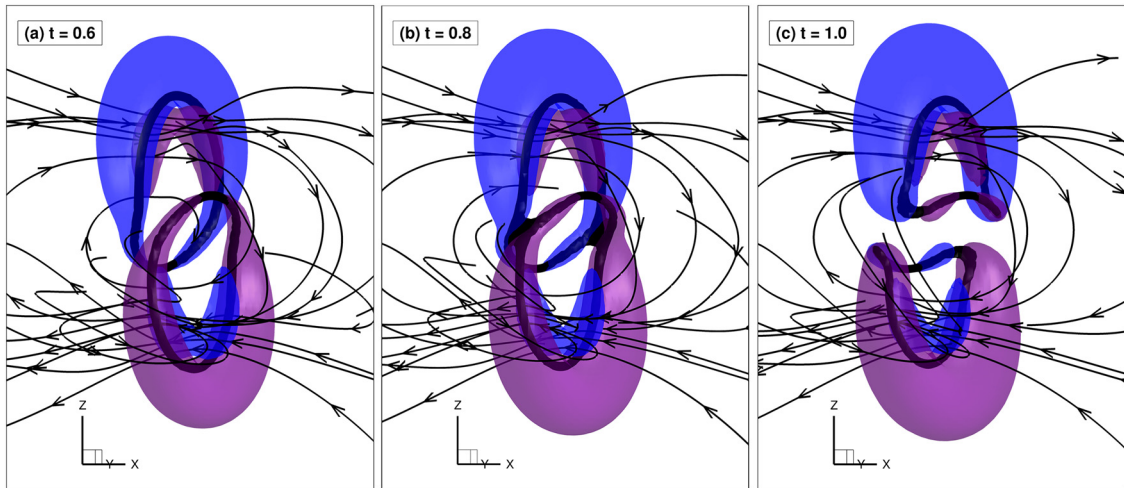 (a) t = 0.6
(b) t = 0.8
(c) t = 1.0
Z
Y X
Z
Y X
Z
Y X